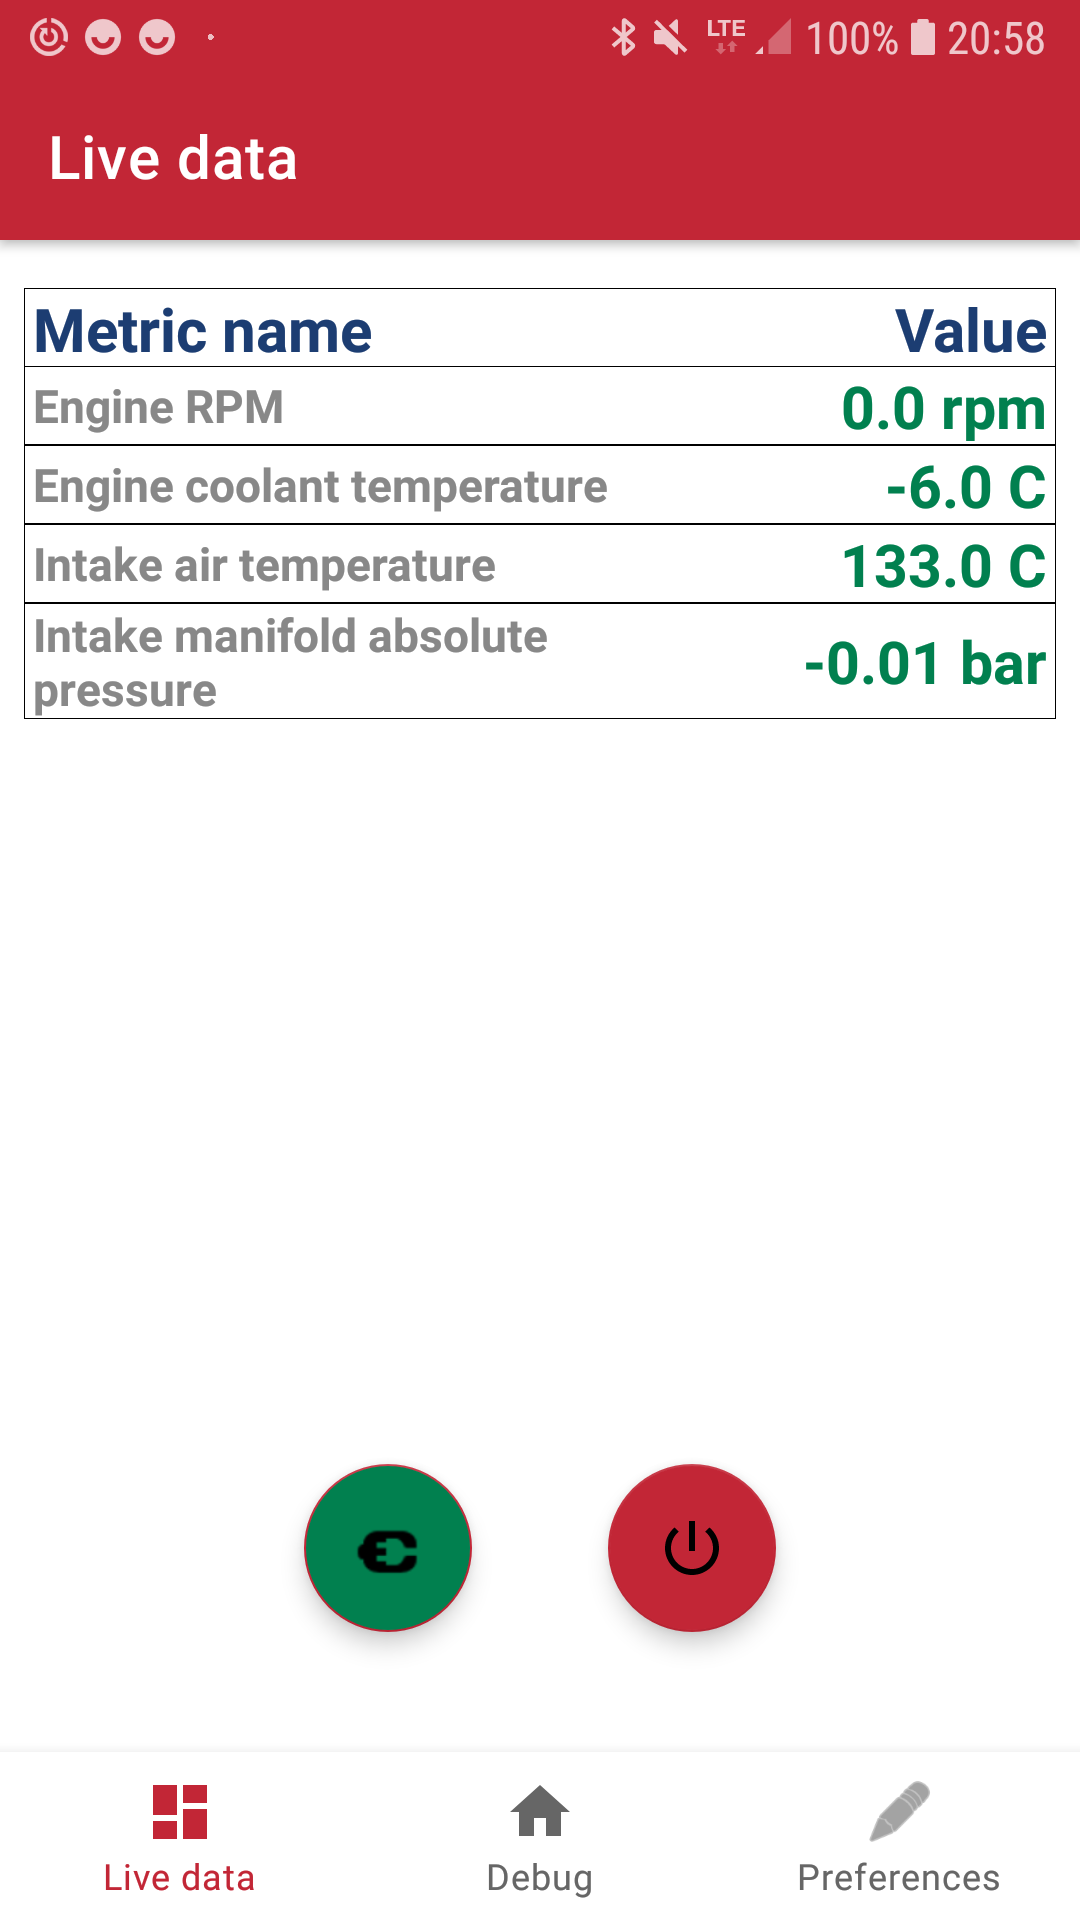 LTE 100% 20:58
Live data
Metric name Value
Engine RPM 0.0 rpm
Engine coolant temperature -6.0 C
Intake air temperature 133.0 C
Intake manifold absolute
pressure -0.01 bar
Live data Debug Preferences